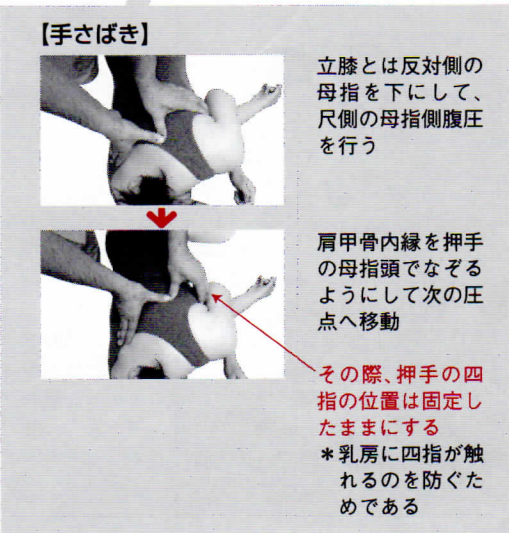 【手さばき】
立膝とは反対側の
母指を下にして、
尺側の母指側腹圧
を行う
肩甲骨内縁を押手
の母指頭でなぞる
ようにして次の圧
点へ移動
その際、押手の四
指の位置は固定し
たままにする
＊乳房に四指が触
れるのを防ぐた
めである